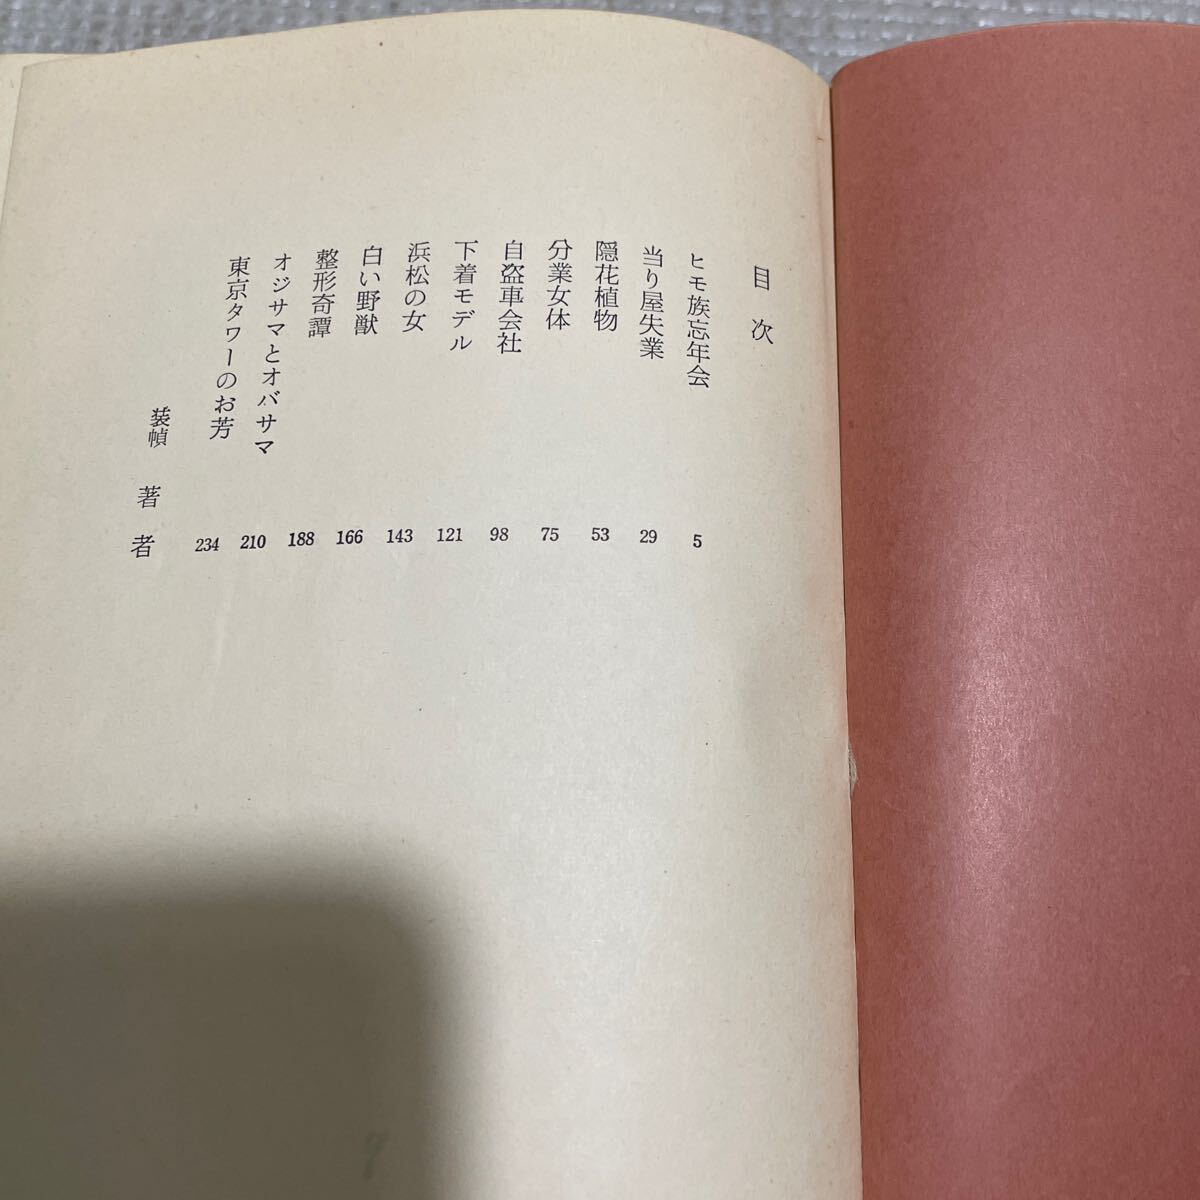 目次
ヒモ族忘年会 5
当り屋失業 29
隠花植物 53
分業女体 75
自盗車会社 98
下着モデル 121
浜松の女 143
白い野獣 166
整形奇譚 188
オジサマとオバサマ 210
東京タワーのお芳 234
装幀 著者